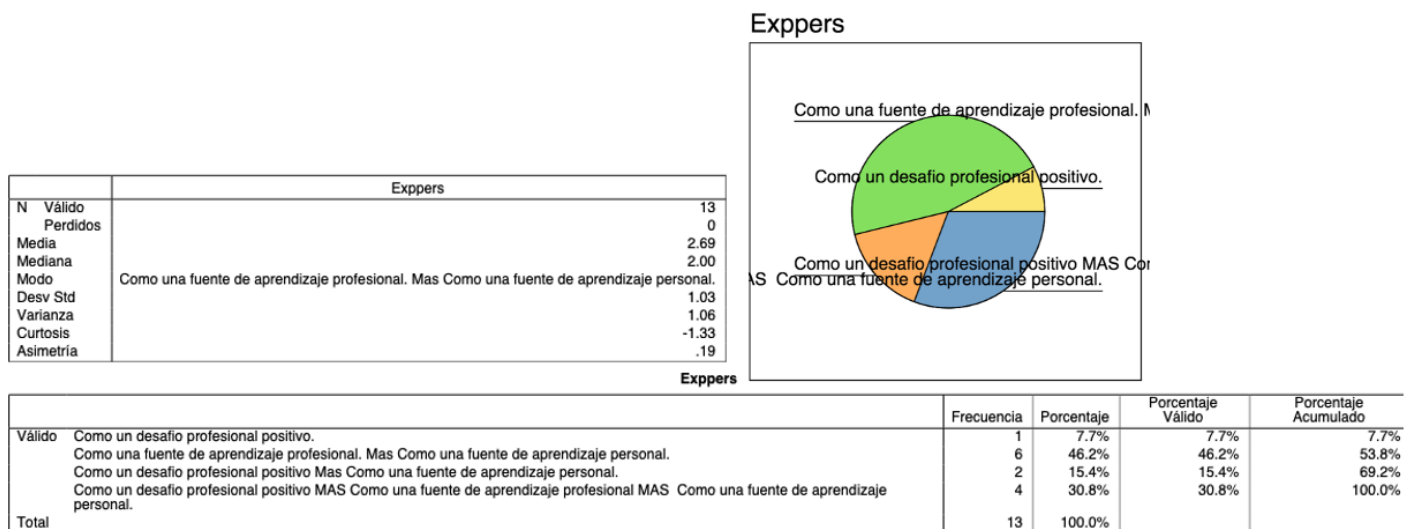 Exppers
Como una fuente de aprendizaje profesional. M
Como un desafio profesional positivo.
Como un desafio profesional positivo MAS Co
AS Como una fuente de aprendizaje personal.
Exppers
N Válido 13
Perdidos 0
Media 2.69
Mediana 2.00
Modo Como una fuente de aprendizaje profesional. Mas Como una fuente de aprendizaje personal.
Desv Std 1.03
Varianza 1.06
Curtosis -1.33
Asimetría .19
Exppers
Frecuencia Porcentaje Porcentaje Válido Porcentaje Acumulado
Válido Como un desafio profesional positivo. 1 7.7% 7.7% 7.7%
Como una fuente de aprendizaje profesional. Mas Como una fuente de aprendizaje personal. 6 46.2% 46.2% 53.8%
Como un desafio profesional positivo Mas Como una fuente de aprendizaje personal. 2 15.4% 15.4% 69.2%
Como un desafio profesional positivo MAS Como una fuente de aprendizaje profesional MAS Como una fuente de aprendizaje personal. 4 30.8% 30.8% 100.0%
Total 13 100.0%